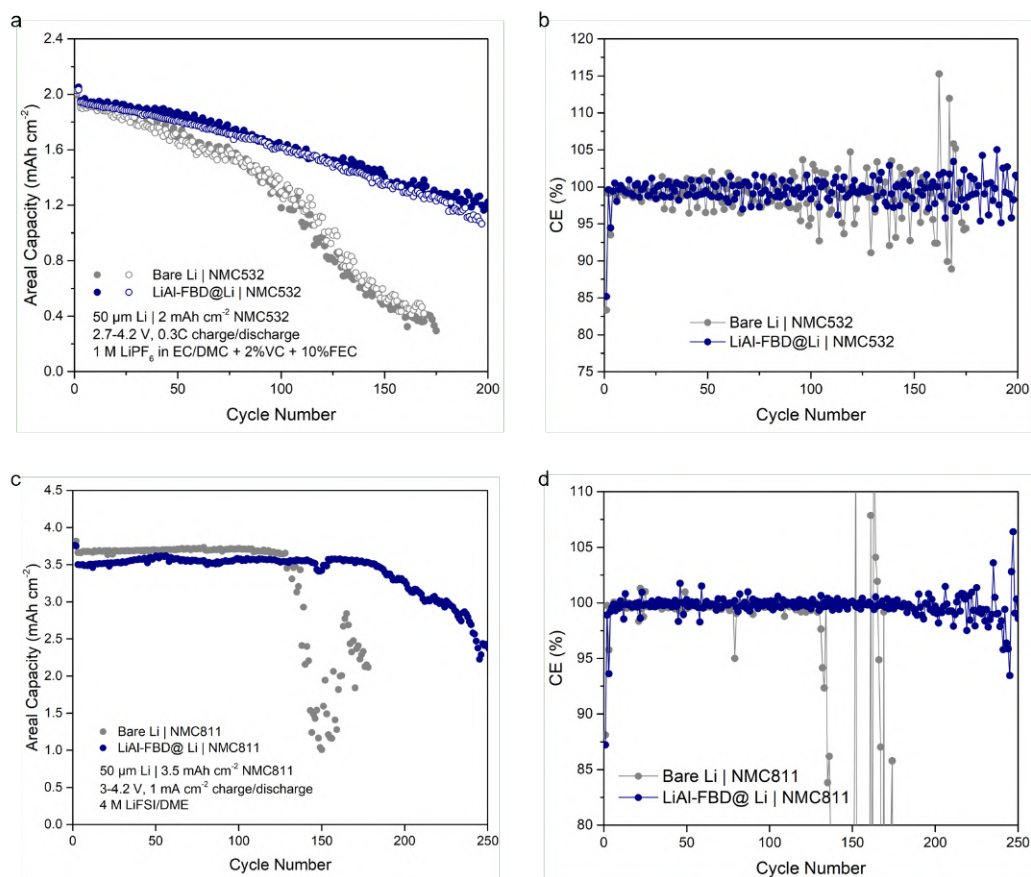 a
2.4
2.0
1.6
1.2
0.8
0.4
0.0
Areal Capacity (mAh cm⁻²)
Bare Li | NMC532
LiAl-FBD@Li | NMC532
50 µm Li | 2 mAh cm⁻² NMC532
2.7-4.2 V, 0.3C charge/discharge
1 M LiPF₆ in EC/DMC + 2%VC + 10%FEC
0 50 100 150 200
Cycle Number
b
120
115
110
105
100
95
90
85
80
75
CE (%)
Bare Li | NMC532
LiAl-FBD@Li | NMC532
0 50 100 150 200
Cycle Number
c
4.5
4.0
3.5
3.0
2.5
2.0
1.5
1.0
0.5
0.0
Areal Capacity (mAh cm⁻²)
Bare Li | NMC811
LiAl-FBD@ Li | NMC811
50 µm Li | 3.5 mAh cm⁻² NMC811
3-4.2 V, 1 mA cm⁻² charge/discharge
4 M LiFSI/DME
0 50 100 150 200 250
Cycle Number
d
110
105
100
95
90
85
80
CE (%)
Bare Li | NMC811
LiAl-FBD@ Li | NMC811
0 50 100 150 200 250
Cycle Number